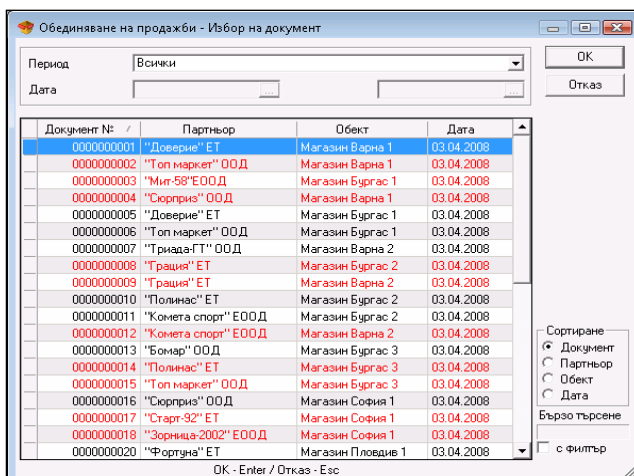 Обединяване на продажби - Избор на документ
Период Всички OK
Дата ... ... Отказ
Документ № / Партньор Обект Дата
0000000001 "Доверие" ЕТ Магазин Варна 1 03.04.2008
0000000002 "Топ маркет" ООД Магазин Варна 1 03.04.2008
0000000003 "Мит-58"ЕООД Магазин Бургас 1 03.04.2008
0000000004 "Сюрприз" ООД Магазин Варна 1 03.04.2008
0000000005 "Доверие" ЕТ Магазин Бургас 1 03.04.2008
0000000006 "Топ маркет" ООД Магазин Бургас 1 03.04.2008
0000000007 "Триада-ГТ" ООД Магазин Варна 2 03.04.2008
0000000008 "Грация" ЕТ Магазин Бургас 2 03.04.2008
0000000009 "Грация" ЕТ Магазин Варна 1 03.04.2008
0000000010 "Полинас" ЕТ Магазин Бургас 2 03.04.2008
0000000011 "Комета спорт" ЕООД Магазин Бургас 2 03.04.2008
0000000012 "Комета спорт" ЕООД Магазин Варна 2 03.04.2008
0000000013 "Бомар" ООД Магазин Бургас 3 03.04.2008
0000000014 "Полинас" ЕТ Магазин Бургас 3 03.04.2008
0000000015 "Топ маркет" ООД Магазин Бургас 3 03.04.2008
0000000016 "Сюрприз" ООД Магазин София 1 03.04.2008
0000000017 "Старт-92" ЕТ Магазин София 1 03.04.2008
0000000018 "Зорница-2002" ЕООД Магазин София 1 03.04.2008
0000000020 "Фортуна" ЕТ Магазин Пловдив 1 03.04.2008
Сортиране
Документ
Партньор
Обект
Дата
Бързо търсене
с филтър
OK - Enter / Отказ - Esc